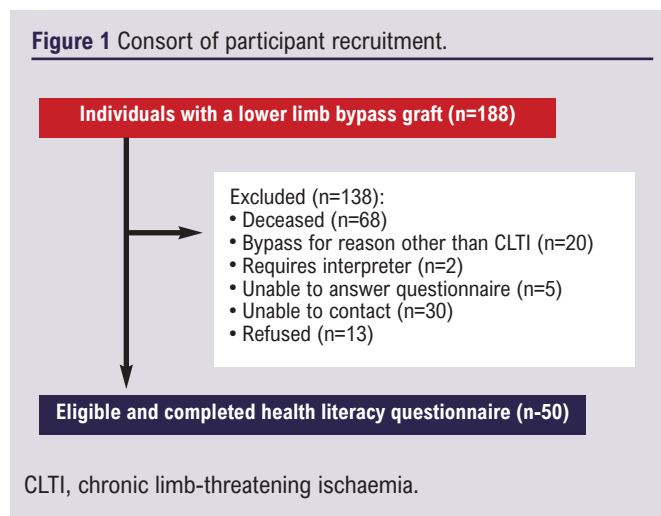 Figure 1 Consort of participant recruitment.
Individuals with a lower limb bypass graft (n=188)
Excluded (n=138):
• Deceased (n=68)
• Bypass for reason other than CLTI (n=20)
• Requires interpreter (n=2)
• Unable to answer questionnaire (n=5)
• Unable to contact (n=30)
• Refused (n=13)
Eligible and completed health literacy questionnaire (n-50)
CLTI, chronic limb-threatening ischaemia.